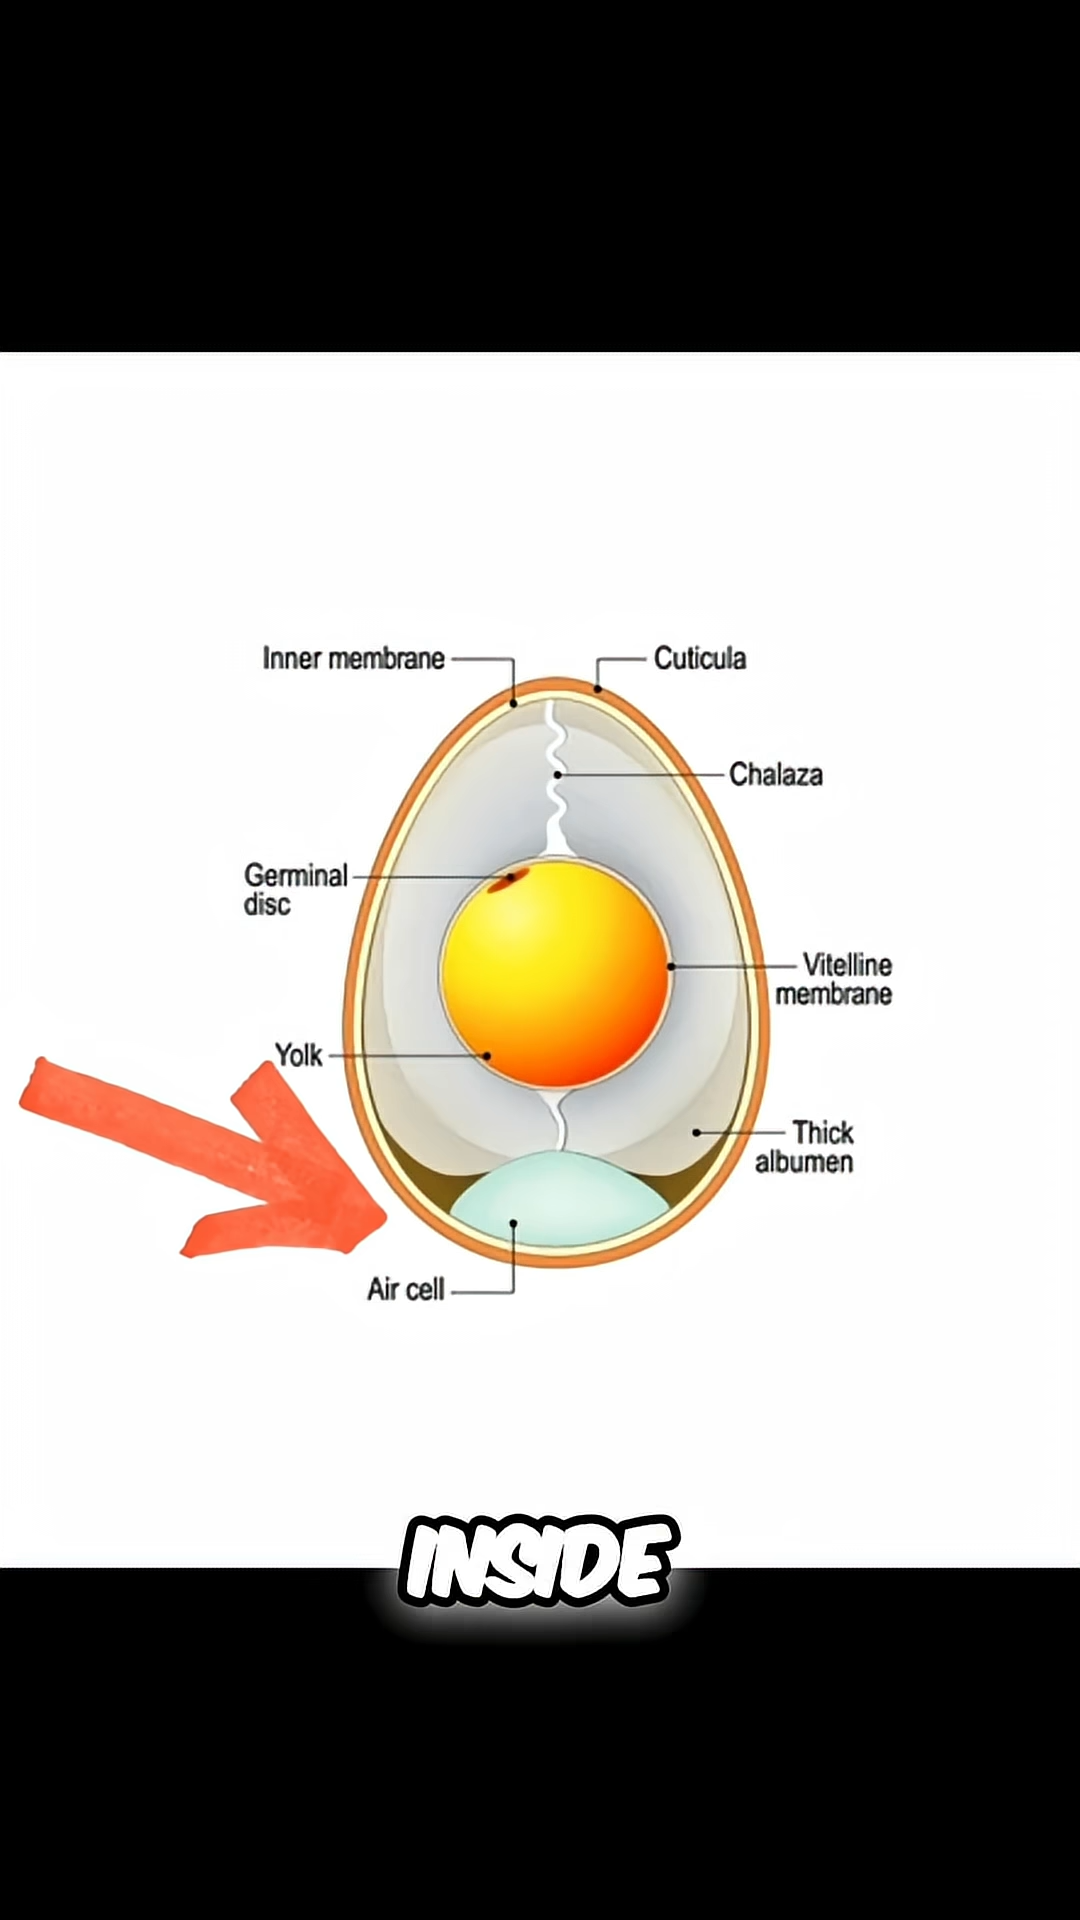 Inner membrane
Cuticula
Chalaza
Germinal
disc
Vitelline
membrane
Yolk
Thick
albumen
Air cell
INSIDE